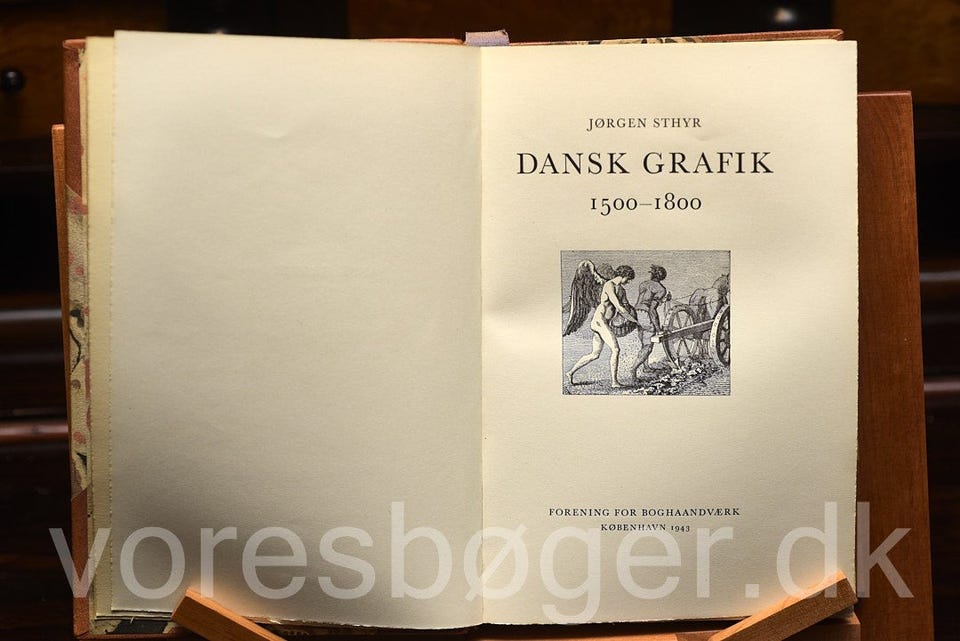 JØRGEN STHYR
DANSK GRAFIK
1500–1800
FORENING FOR BOGHAANDVÆRK
KØBENHAVN 1943
voresbøger.dk